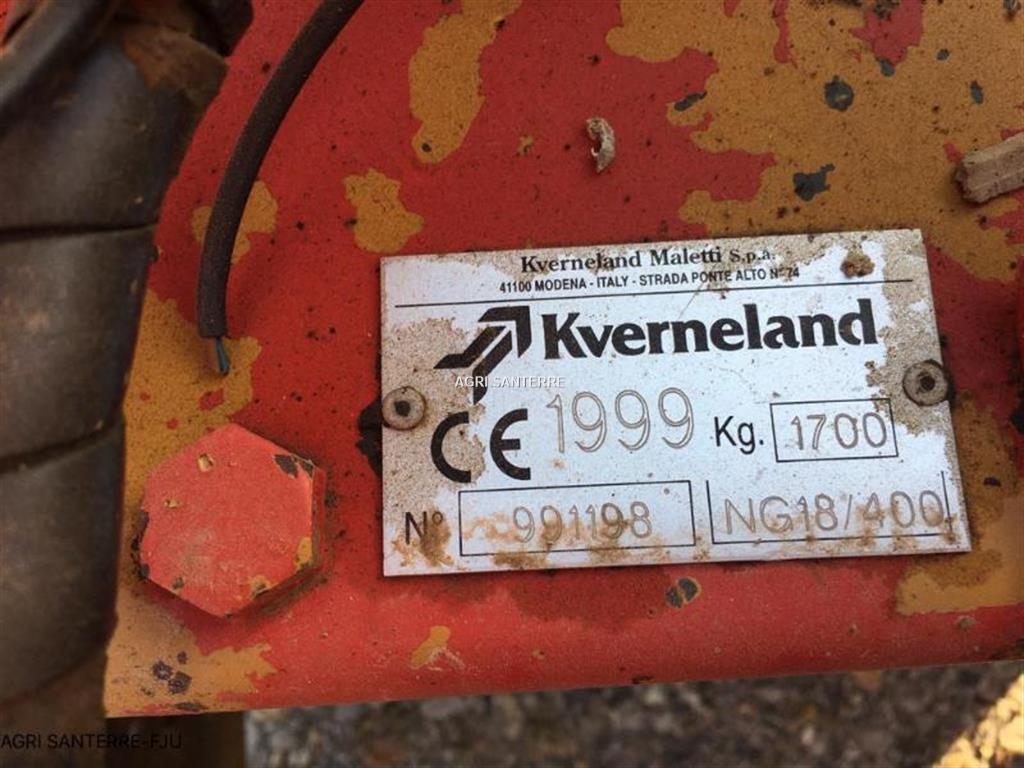 Kverneland Maletti S.p.a.
41100 MODENA - ITALY - STRADA PONTE ALTO N° 74
Kverneland
AGRI SANTERRE
CE 1999 Kg. 1700
N° 991198 NG18/400
AGRI SANTERRE-FJU